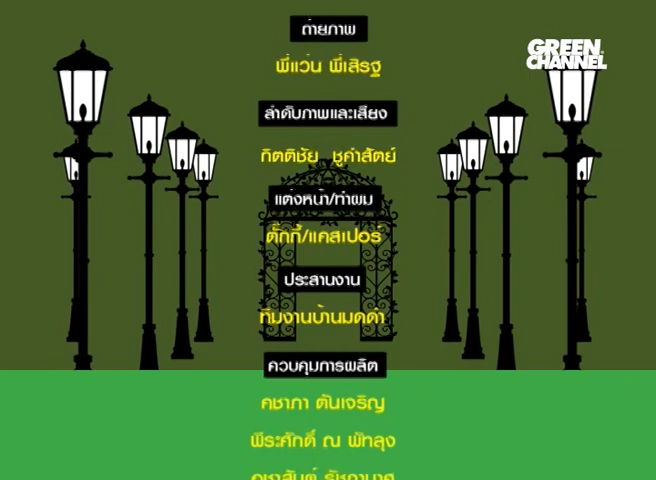 ถ่ายภาพ
GREEN CHANNEL
พี่แว่น พี่เสิรฐ
ลำดับภาพและเสียง
กิตติชัย ชูคำสัตย์
แต่งหน้า/ทำผม
ตั๊กกี้/แคสเปอร์
ประสานงาน
ทีมงานบ้านมดดำ
ควบคุมการผลิต
คชาภา ตันเจริญ
พีระศักดิ์ ณ พัทลุง